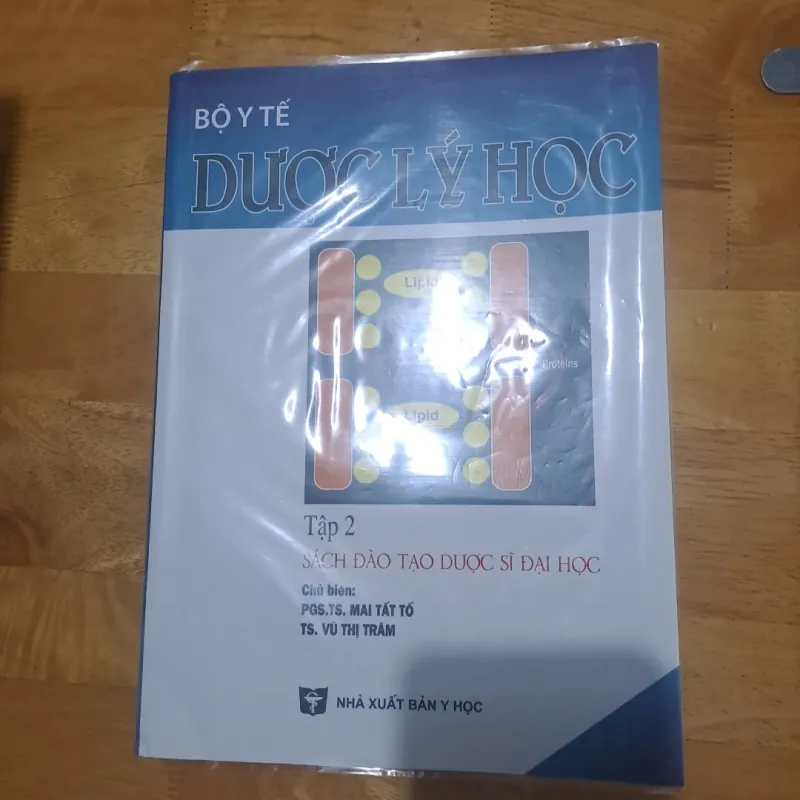 BỘ Y TẾ
DƯỢC LÝ HỌC
Lipid
Proteins
Lipid
Tập 2
SÁCH ĐÀO TẠO DƯỢC SĨ ĐẠI HỌC
Chủ biên:
PGS.TS. MAI TẤT TỐ
TS. VŨ THỊ TRÂM
NHÀ XUẤT BẢN Y HỌC